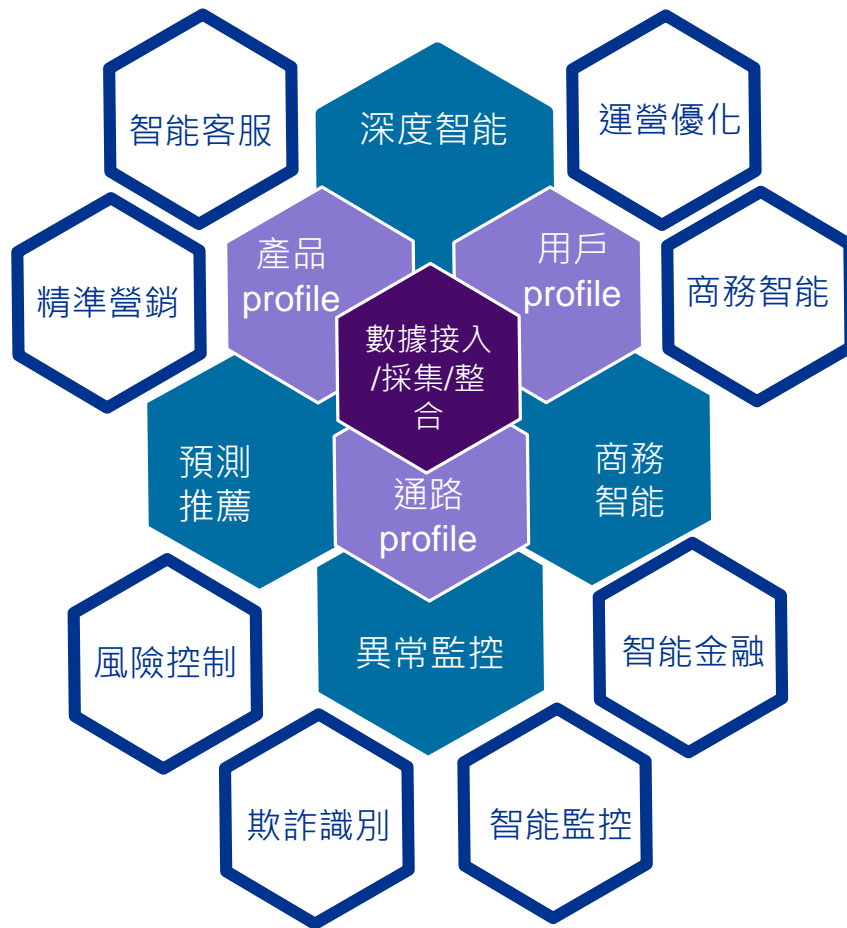 智能客服
深度智能
運營優化
產品
profile
用戶
profile
精準營銷
商務智能
數據接入
/採集/整
合
預測
推薦
通路
profile
商務
智能
風險控制
異常監控
智能金融
欺詐識別
智能監控